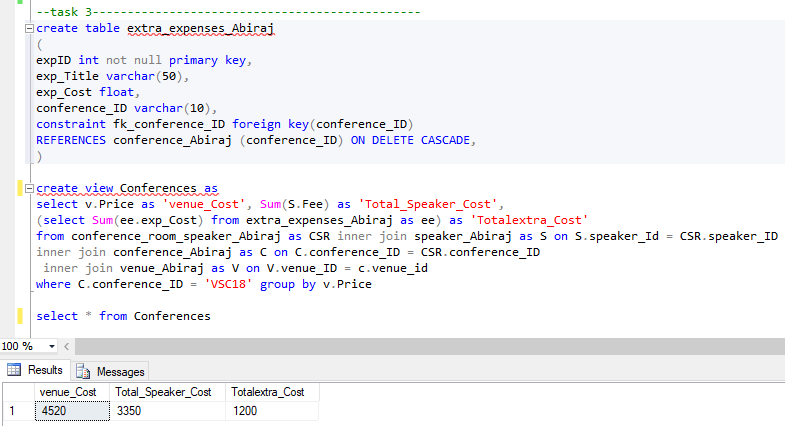 --task 3--------------------------------------------
create table extra_expenses_Abiraj
(
expID int not null primary key,
exp_Title varchar(50),
exp_Cost float,
conference_ID varchar(10),
constraint fk_conference_ID foreign key(conference_ID)
REFERENCES conference_Abiraj (conference_ID) ON DELETE CASCADE,
)
create view Conferences as
select v.Price as 'venue_Cost', Sum(S.Fee) as 'Total_Speaker_Cost',
(select Sum(ee.exp_Cost) from extra_expenses_Abiraj as ee) as 'Totalextra_Cost'
from conference_room_speaker_Abiraj as CSR inner join speaker_Abiraj as S on S.speaker_Id = CSR.speaker_ID
inner join conference_Abiraj as C on C.conference_ID = CSR.conference_ID
inner join venue_Abiraj as V on V.venue_ID = c.venue_id
where C.conference_ID = 'VSC18' group by v.Price
select * from Conferences
100 %
Results Messages
venue_Cost Total_Speaker_Cost Totalextra_Cost
1 4520 3350 1200